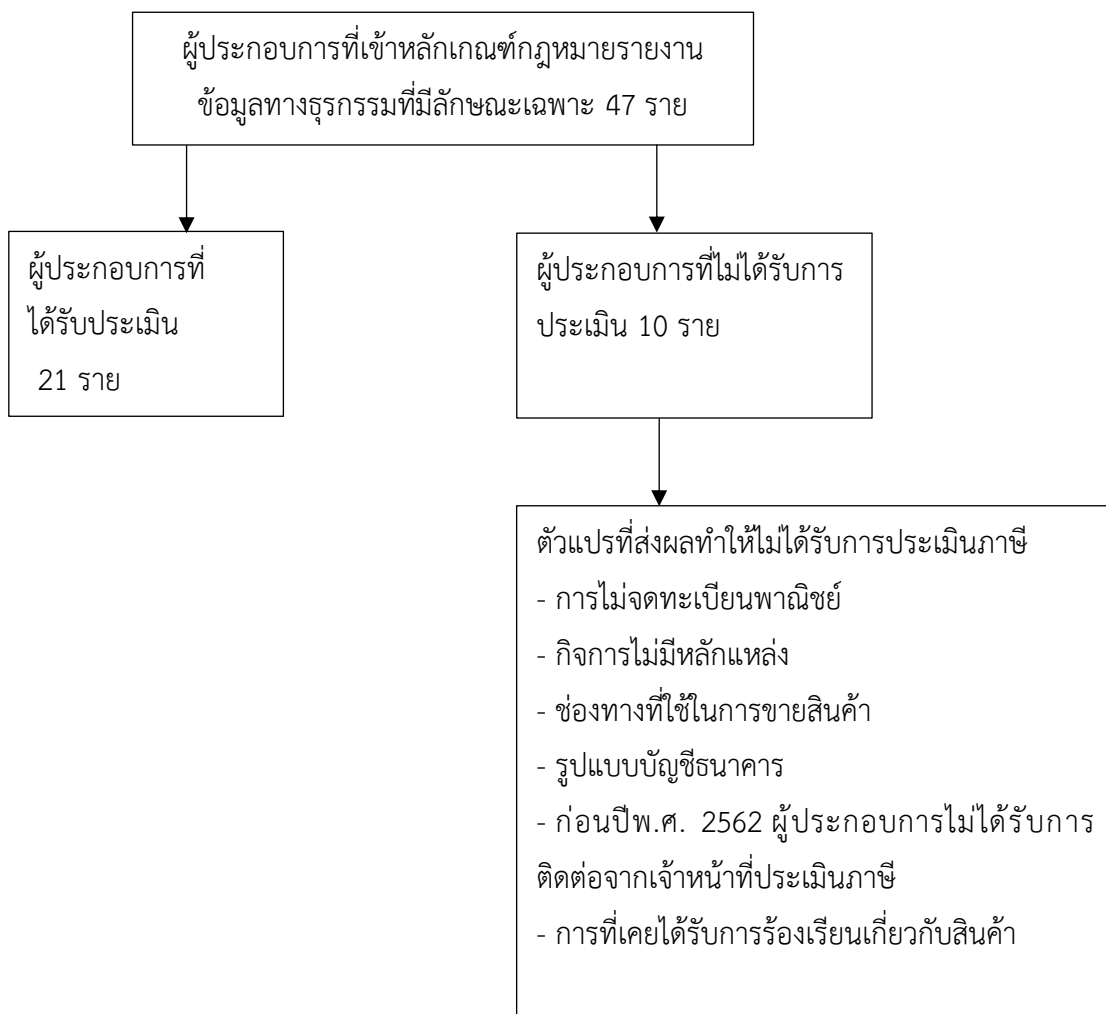 ผู้ประกอบการที่เข้าหลักเกณฑ์กฎหมายรายงาน
ข้อมูลทางธุรกรรมที่มีลักษณะเฉพาะ 47 ราย
ผู้ประกอบการที่
ได้รับประเมิน
21 ราย
ผู้ประกอบการที่ไม่ได้รับการ
ประเมิน 10 ราย
ตัวแปรที่ส่งผลทำให้ไม่ได้รับการประเมินภาษี
- การไม่จดทะเบียนพาณิชย์
- กิจการไม่มีหลักแหล่ง
- ช่องทางที่ใช้ในการขายสินค้า
- รูปแบบบัญชีธนาคาร
- ก่อนปีพ.ศ. 2562 ผู้ประกอบการไม่ได้รับการ
ติดต่อจากเจ้าหน้าที่ประเมินภาษี
- การที่เคยได้รับการร้องเรียนเกี่ยวกับสินค้า